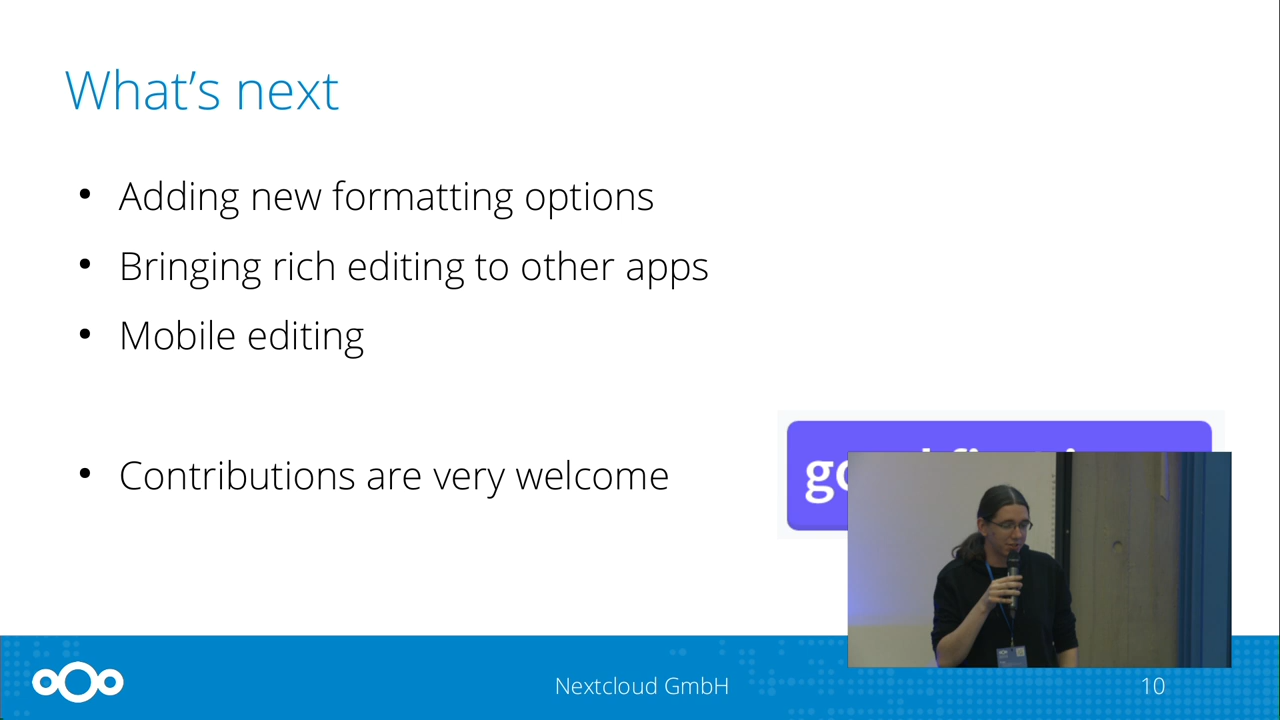 What's next
• Adding new formatting options
• Bringing rich editing to other apps
• Mobile editing
• Contributions are very welcome
Nextcloud GmbH
10